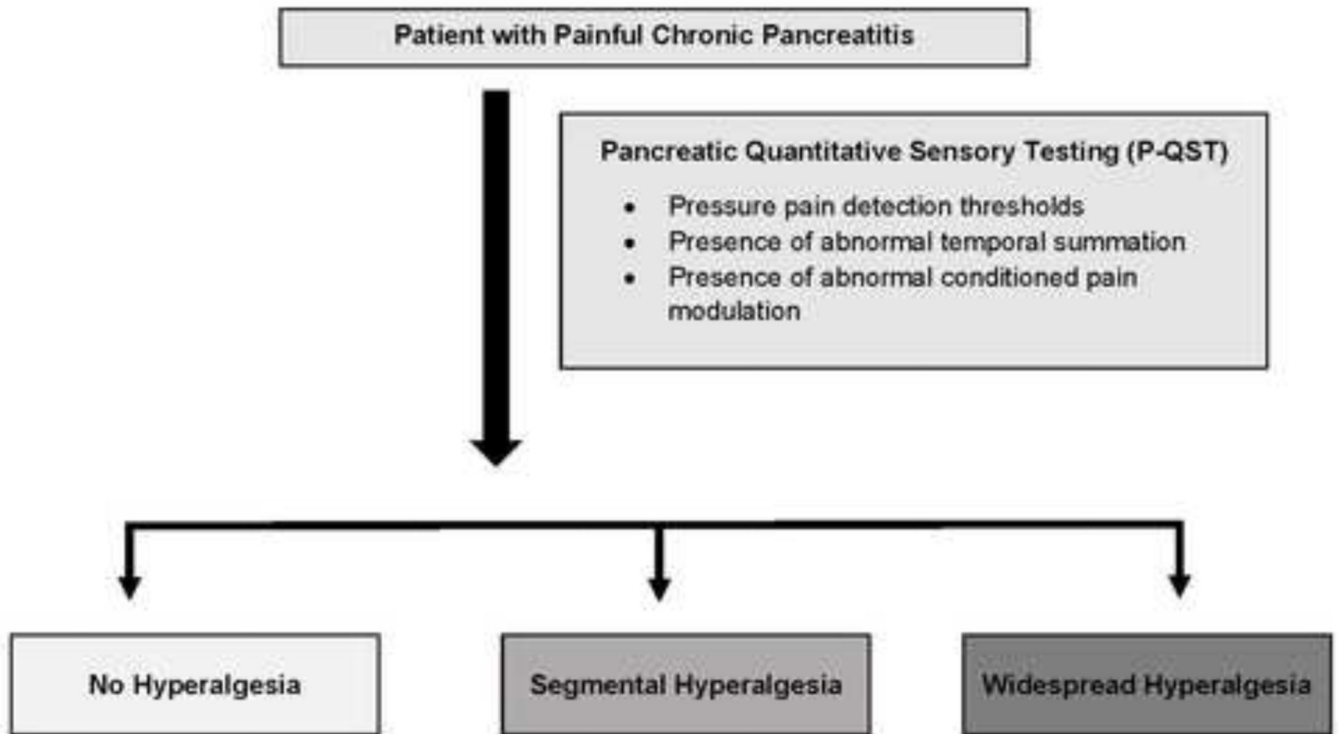 Patient with Painful Chronic Pancreatitis
Pancreatic Quantitative Sensory Testing (P-QST)
• Pressure pain detection thresholds
• Presence of abnormal temporal summation
• Presence of abnormal conditioned pain
modulation
No Hyperalgesia
Segmental Hyperalgesia
Widespread Hyperalgesia